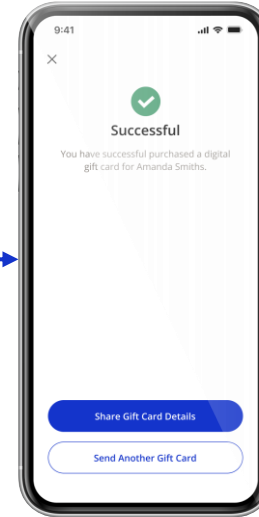 9:41
Successful
You have successful purchased a digital
gift card for Amanda Smiths.
Share Gift Card Details
Send Another Gift Card